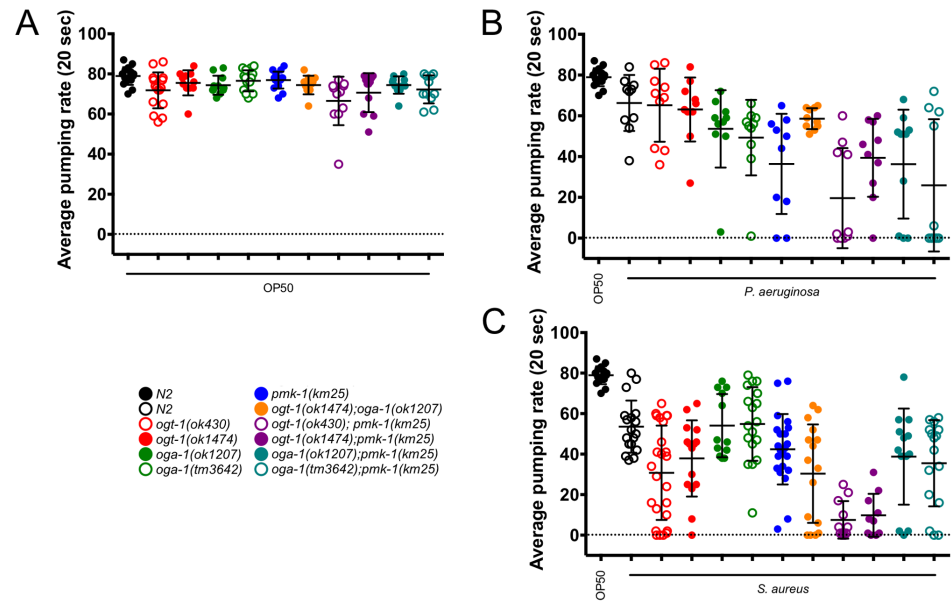 A
Average pumping rate (20 sec)
100
80
60
40
20
0
OP50
B
Average pumping rate (20 sec)
100
80
60
40
20
0
OP50
P. aeruginosa
N2
N2
ogt-1(ok430)
ogt-1(ok1474)
oga-1(ok1207)
oga-1(tm3642)
pmk-1(km25)
ogt-1(ok1474);oga-1(ok1207)
ogt-1(ok430); pmk-1(km25)
ogt-1(ok1474);pmk-1(km25)
oga-1(ok1207);pmk-1(km25)
oga-1(tm3642);pmk-1(km25)
C
Average pumping rate (20 sec)
100
80
60
40
20
0
OP50
S. aureus